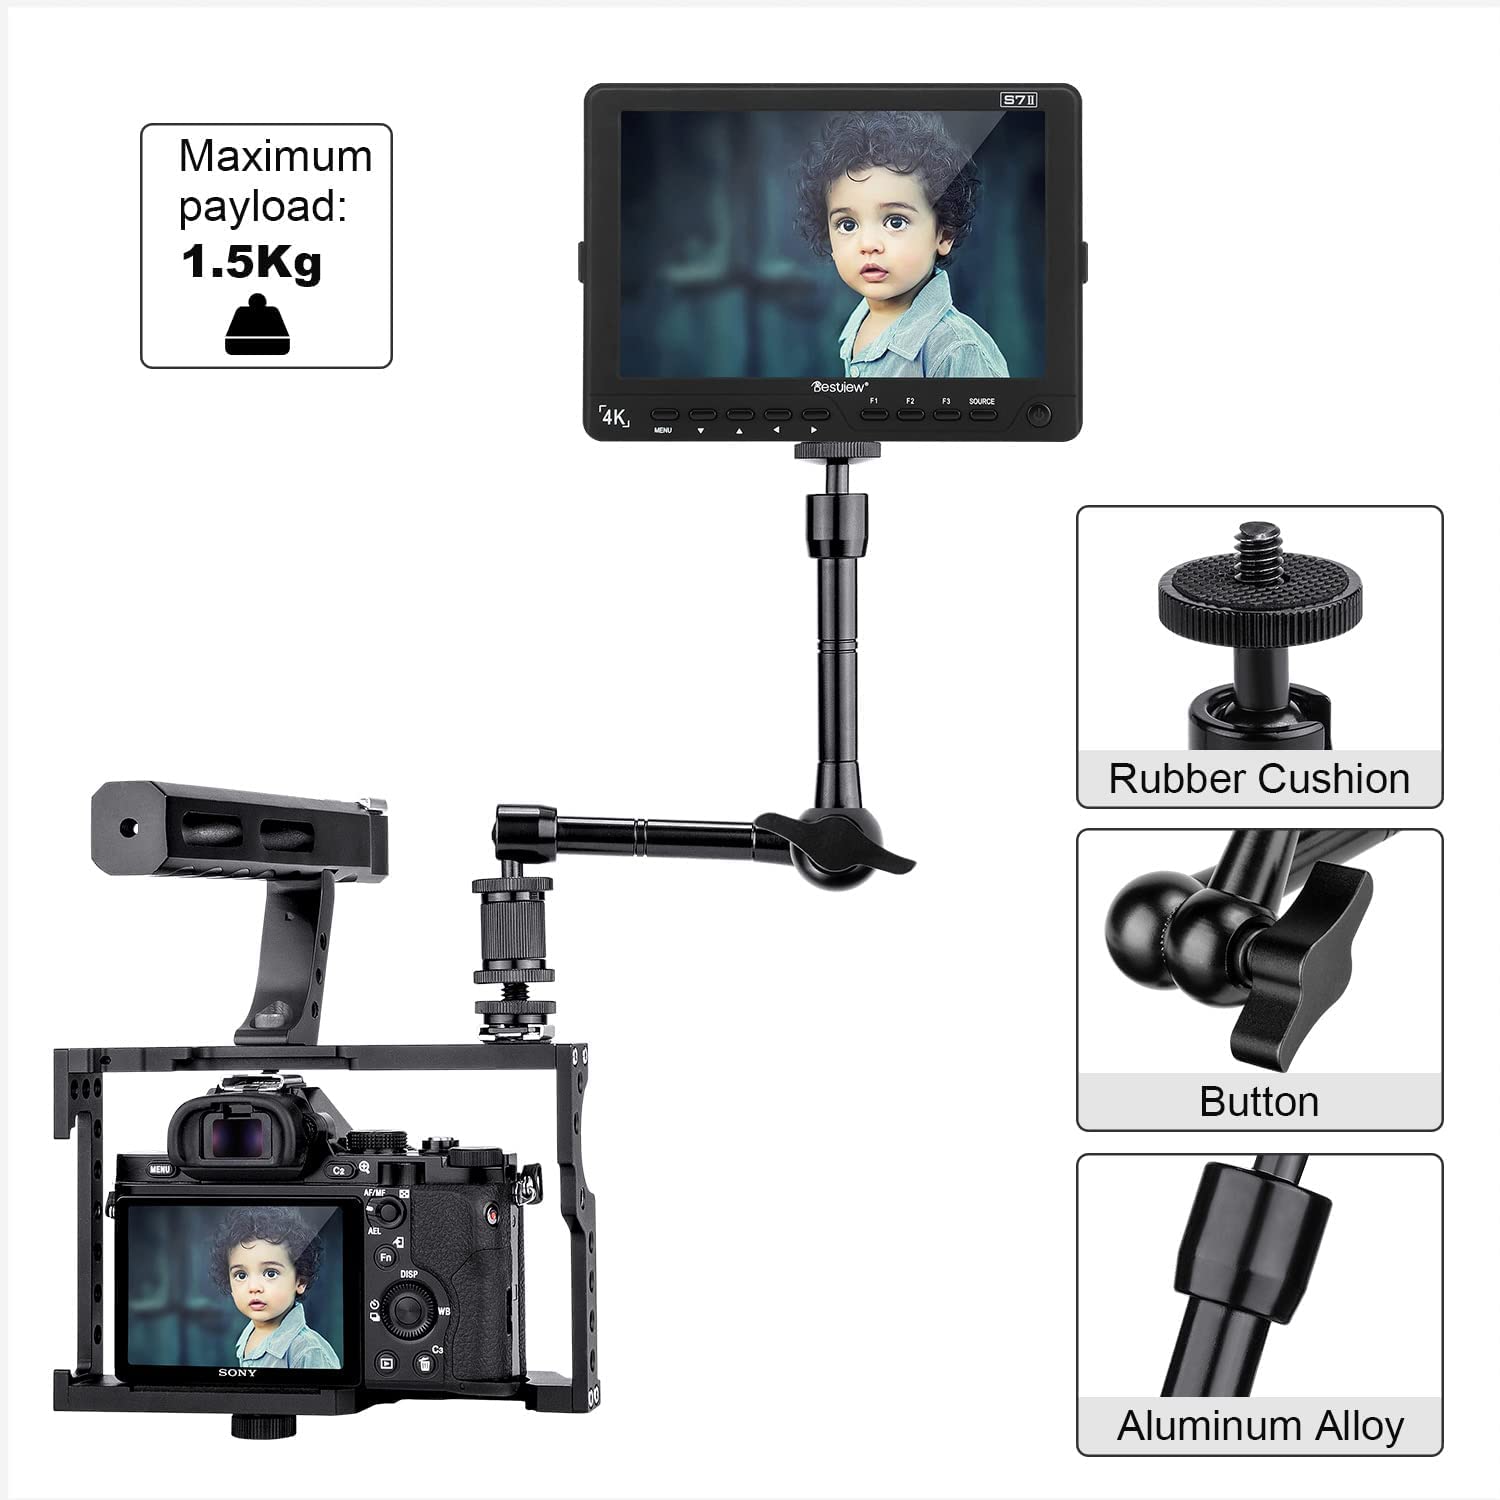 Maximum
payload:
1.5Kg
S7II
Bestview®
4K
MENU
F1 F2 F3 SOURCE
Rubber Cushion
Button
Aluminum Alloy
MENU
C2
AF/MF
AEL
Fn
DISP
WB
C3
SONY